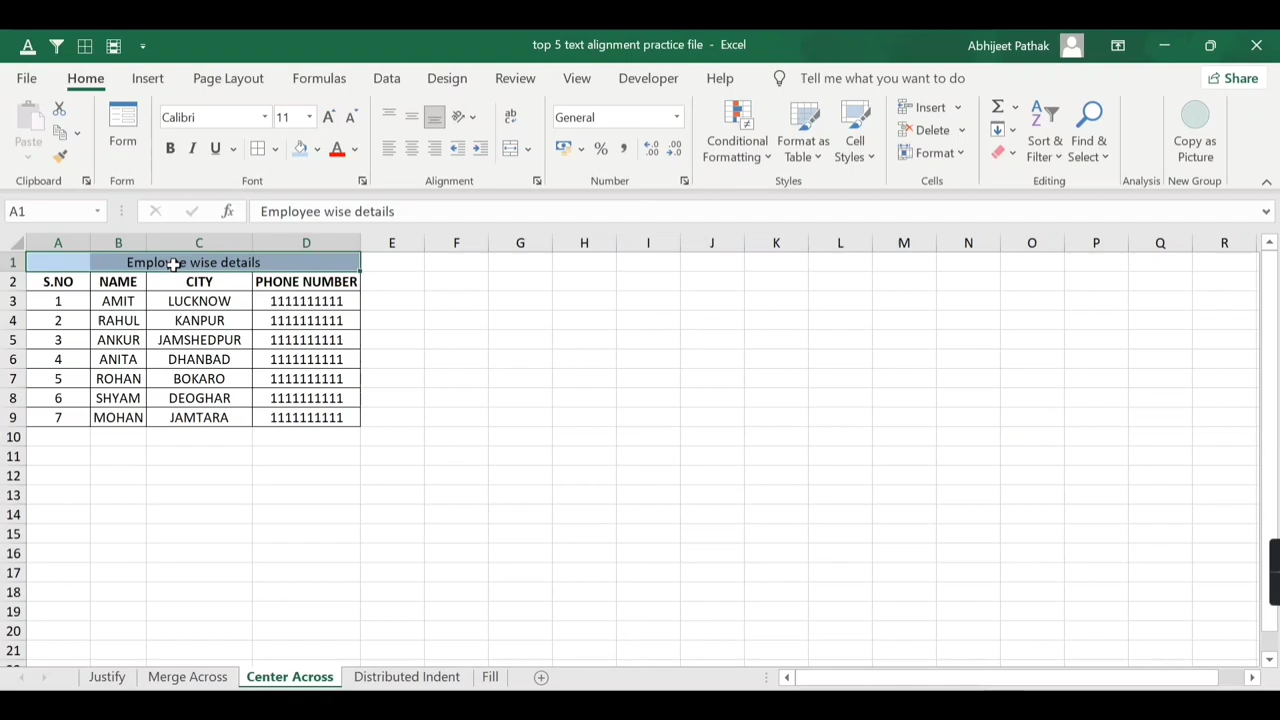 top 5 text alignment practice file - Excel
Abhijeet Pathak
File Home Insert Page Layout Formulas Data Design Review View Developer Help Tell me what you want to do Share
Paste
Form
Calibri 11
B I U
ab c
General
% ,
Conditional Formatting
Format as Table
Cell Styles
Insert
Delete
Format
Sort & Filter
Find & Select
Copy as Picture
Clipboard Form Font Alignment Number Styles Cells Editing Analysis New Group
A1 fx Employee wise details
A B C D E F G H I J K L M N O P Q R
1 Employee wise details
2 S.NO NAME CITY PHONE NUMBER
3 1 AMIT LUCKNOW 1111111111
4 2 RAHUL KANPUR 1111111111
5 3 ANKUR JAMSHEDPUR 1111111111
6 4 ANITA DHANBAD 1111111111
7 5 ROHAN BOKARO 1111111111
8 6 SHYAM DEOGHAR 1111111111
9 7 MOHAN JAMTARA 1111111111
10
11
12
13
14
15
16
17
18
19
20
21
Justify Merge Across Center Across Distributed Indent Fill